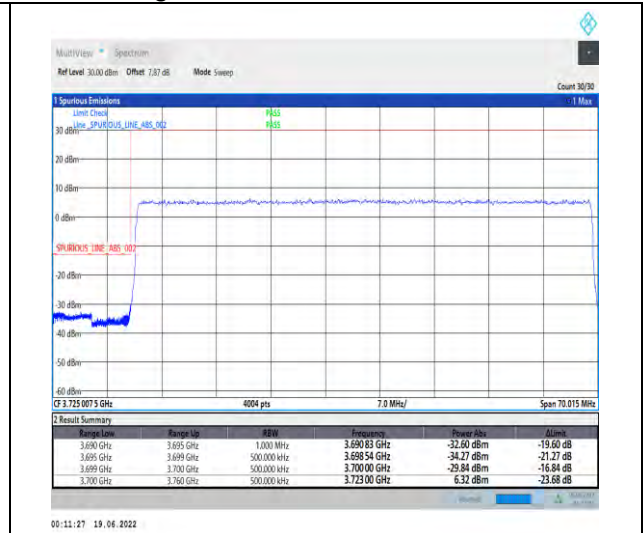 MultiView Spectrum
Ref Level 30.00 dBm Offset 7.87 dB Mode Sweep
Count 30/30
1 Spurious Emissions 1 Max
Limit Check PASS
Line _SPURIOUS_LINE_ABS_002 PASS
30 dBm
20 dBm
10 dBm
0 dBm
SPURIOUS_LINE_ABS_002
-20 dBm
-30 dBm
-40 dBm
-50 dBm
-60 dBm
CF 3.725 007 5 GHz 4004 pts 7.0 MHz/ Span 70.015 MHz
2 Result Summary
Range Low Range Up RBW Frequency Power Abs ΔLimit
3.690 GHz 3.695 GHz 1.000 MHz 3.690 83 GHz -32.60 dBm -19.60 dB
3.695 GHz 3.699 GHz 500.000 kHz 3.698 54 GHz -34.27 dBm -21.27 dB
3.699 GHz 3.700 GHz 500.000 kHz 3.700 00 GHz -29.84 dBm -16.84 dB
3.700 GHz 3.760 GHz 500.000 kHz 3.723 00 GHz 6.32 dBm -23.68 dB
00:11:27 19.06.2022